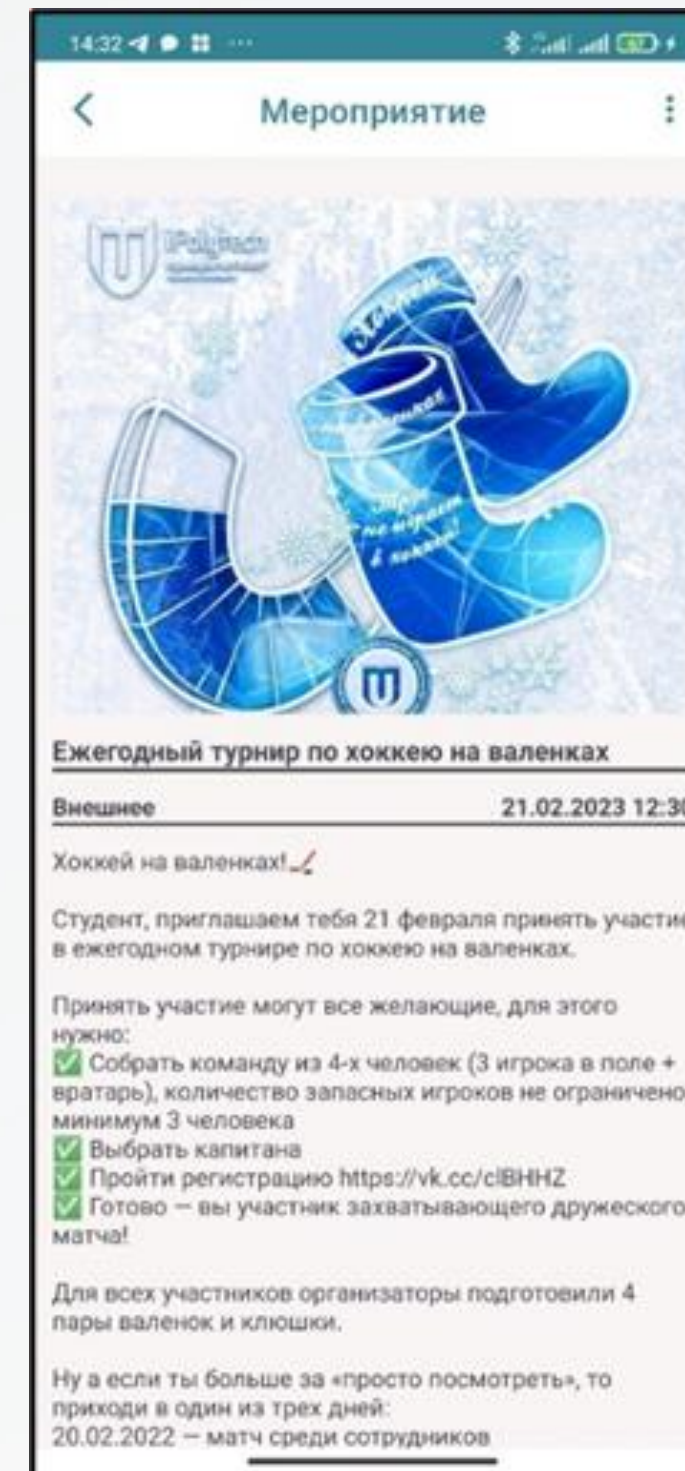 14:32
Мероприятие
Хоккей
не играет
в хоккей!
Ежегодный турнир по хоккею на валенках
Внешнее 21.02.2023 12:30
Хоккей на валенках!
Студент, приглашаем тебя 21 февраля принять участие
в ежегодном турнире по хоккею на валенках.
Принять участие могут все желающие, для этого
нужно:
✅ Собрать команду из 4-х человек (3 игрока в поле +
вратарь), количество запасных игроков не ограничено
минимум 3 человека
✅ Выбрать капитана
✅ Пройти регистрацию https://vk.cc/clBHHZ
✅ Готово — вы участник захватывающего дружеского
матча!
Для всех участников организаторы подготовили 4
пары валенок и клюшки.
Ну а если ты больше за «просто посмотреть», то
приходи в один из трех дней:
20.02.2022 — матч среди сотрудников